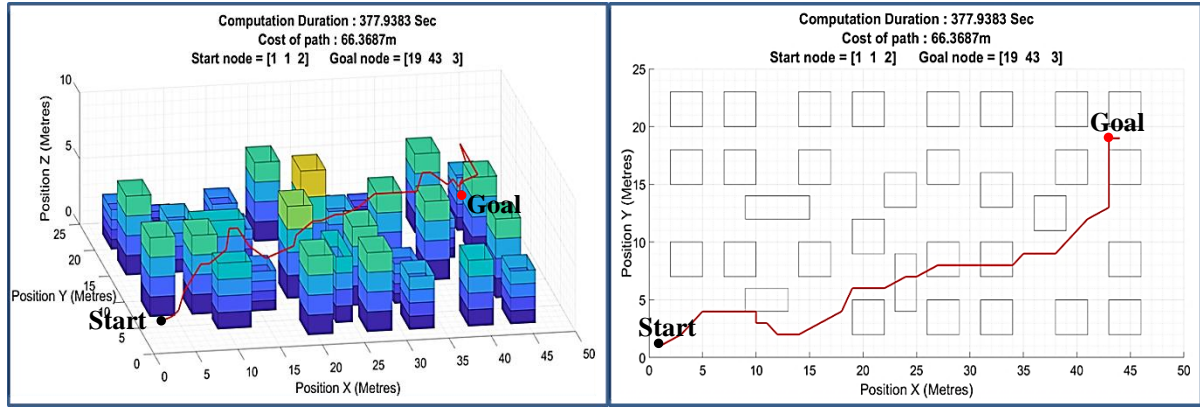 Computation Duration : 377.9383 Sec
Cost of path : 66.3687m
Start node = [1 1 2] Goal node = [19 43 3]
10
5
0
Position Z (Metres)
25
20
15
10
5
0
Position Y (Metres)
Start
Goal
0 5 10 15 20 25 30 35 40 45 50
Position X (Metres)
Computation Duration : 377.9383 Sec
Cost of path : 66.3687m
Start node = [1 1 2] Goal node = [19 43 3]
25
20
15
10
5
0
Position Y (Metres)
Goal
Start
0 5 10 15 20 25 30 35 40 45 50
Position X (Metres)